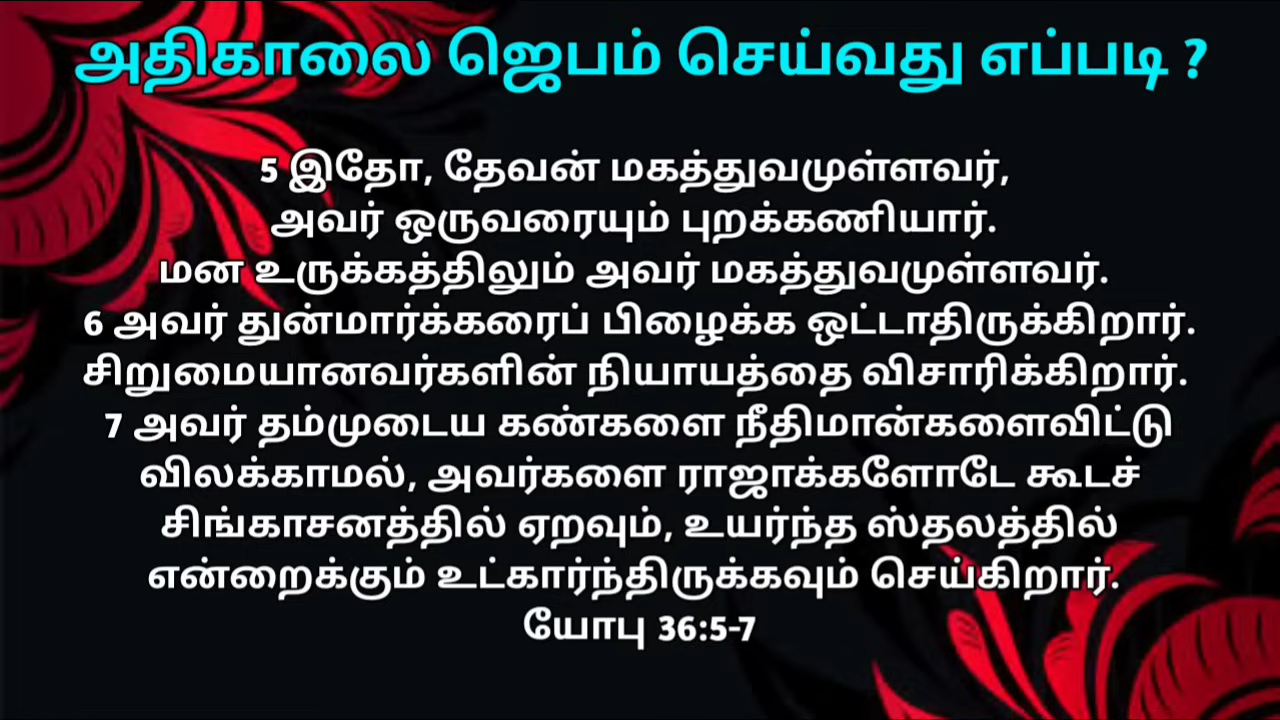 அதிகாலை ஜெபம் செய்வது எப்படி ?
5 இதோ, தேவன் மகத்துவமுள்ளவர்,
அவர் ஒருவரையும் புறக்கணியார்.
மன உருக்கத்திலும் அவர் மகத்துவமுள்ளவர்.
6 அவர் துன்மார்க்கரைப் பிழைக்க ஒட்டாதிருக்கிறார்.
சிறுமையானவர்களின் நியாயத்தை விசாரிக்கிறார்.
7 அவர் தம்முடைய கண்களை நீதிமான்களைவிட்டு
விலக்காமல், அவர்களை ராஜாக்களோடே கூடச்
சிங்காசனத்தில் ஏறவும், உயர்ந்த ஸ்தலத்தில்
என்றைக்கும் உட்கார்ந்திருக்கவும் செய்கிறார்.
யோபு 36:5-7